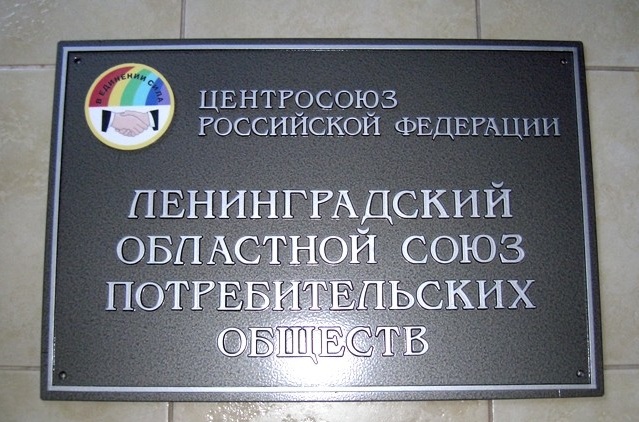 В ЕДИНЕНИИ СИЛА
ЦЕНТРОСОЮЗ
РОССИЙСКОЙ ФЕДЕРАЦИИ
ЛЕНИНГРАДСКИЙ
ОБЛАСТНОЙ СОЮЗ
ПОТРЕБИТЕЛЬСКИХ
ОБЩЕСТВ